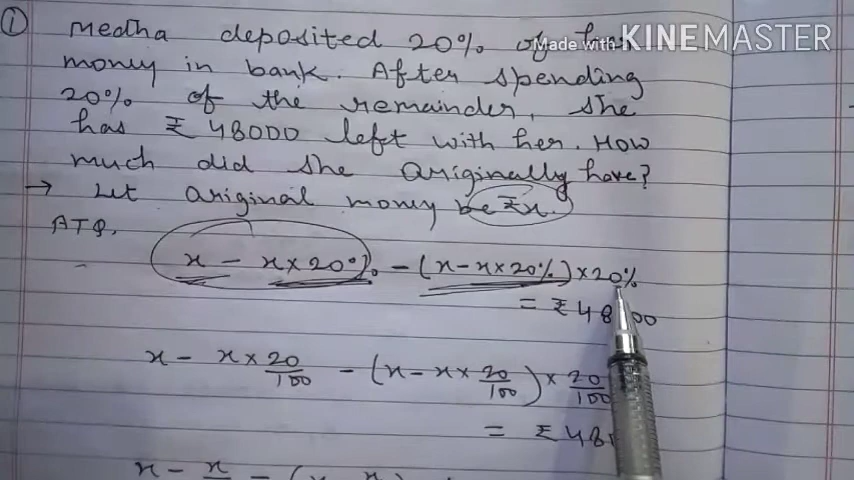 ① Medha deposited 20% of her
Made with KINEMASTER
money in bank. After spending
20% of the remainder, she
has ₹ 48000 left with her. How
much did she originally have?
→ Let original money be ₹x.
ATQ,
x - x×20% - (x-x×20%)×20%
= ₹48000
x - x × 20/100 - (x - x × 20/100) × 20/100
= ₹480
x - x - (x - x)